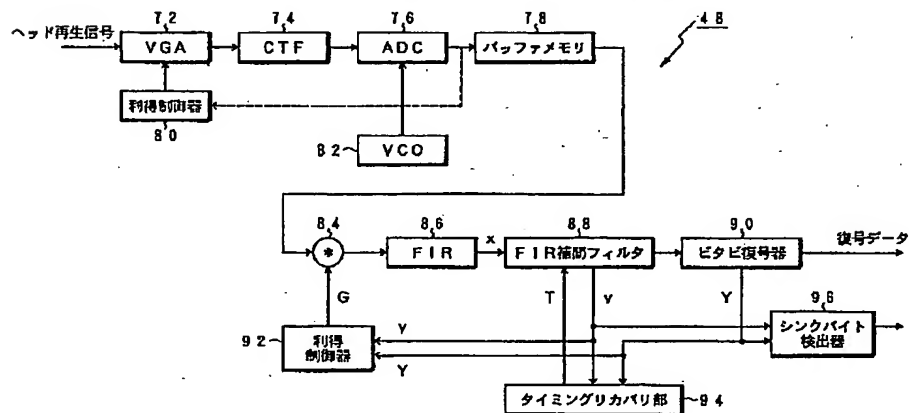 72
74
76
78
48
ヘッド再生信号
VGA
CTF
ADC
バッファメモリ
利得制御器
80
82
VCO
84
86
88
90
*
FIR
x
FIR補間フィルタ
ビタビ復号器
復号データ
G
T
y
Y
96
92
利得
制御器
y
Y
シンクバイト
検出器
タイミングリカバリ部
94